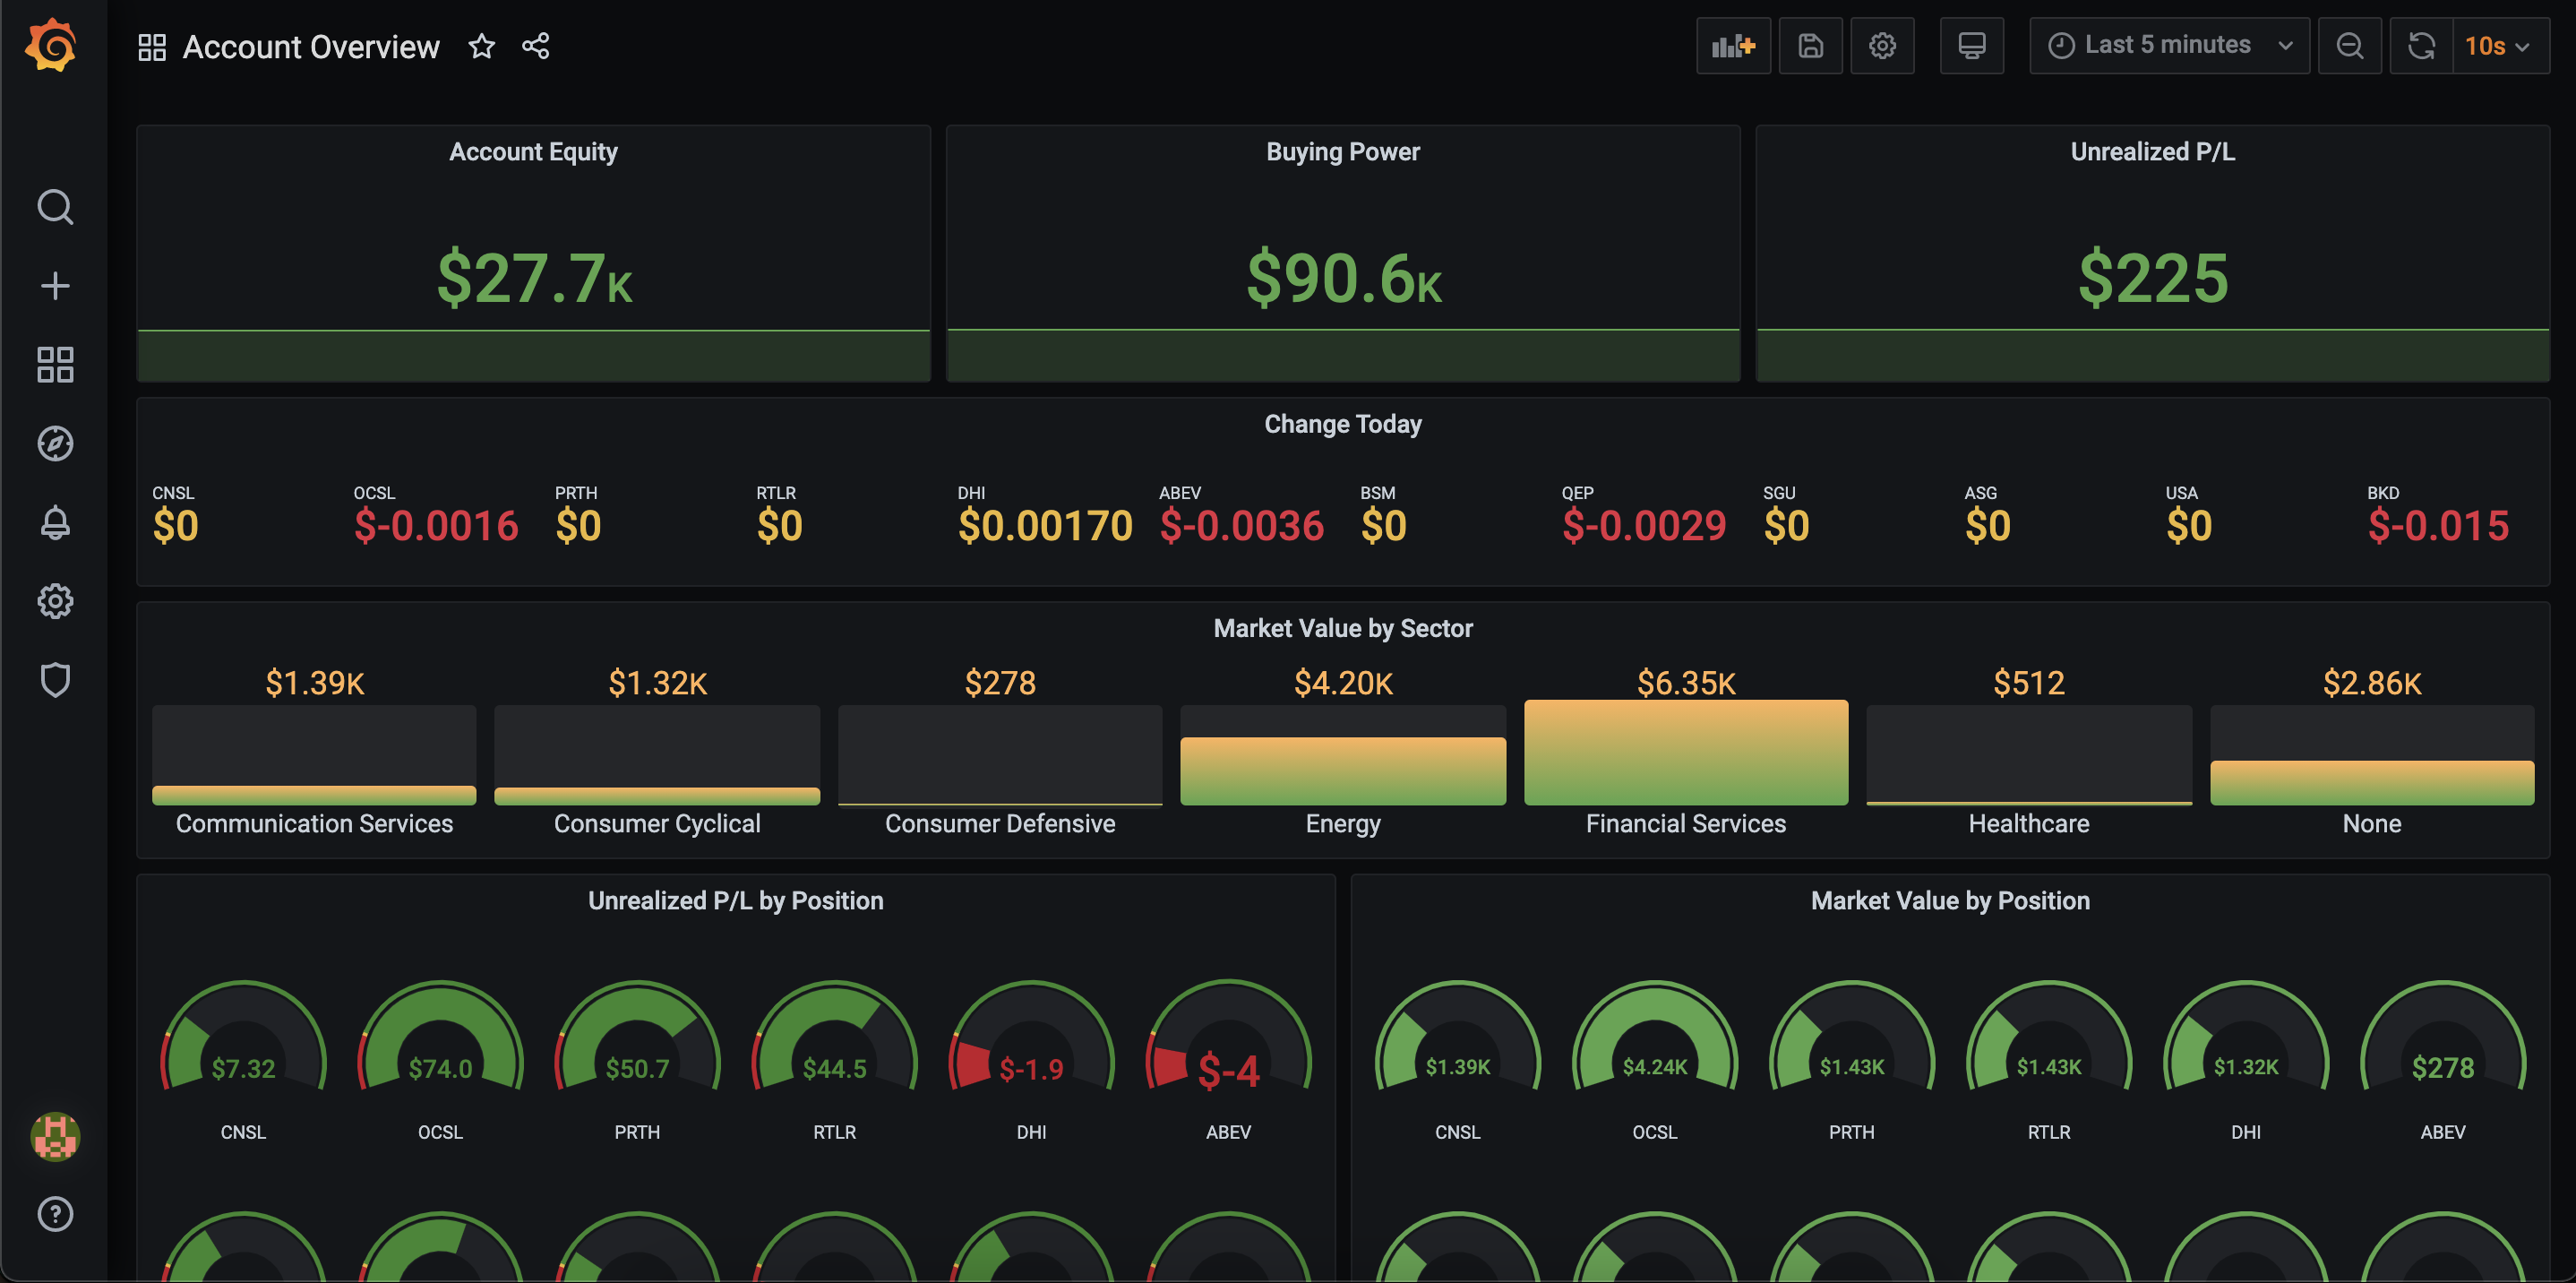 Account Overview
Last 5 minutes
10s
Account Equity
Buying Power
Unrealized P/L
$27.7K
$90.6K
$225
Change Today
CNSL OCSL PRTH RTLR DHI ABEV BSM QEP SGU ASG USA BKD
$0 $-0.0016 $0 $0 $0.00170 $-0.0036 $0 $-0.0029 $0 $0 $0 $-0.015
Market Value by Sector
$1.39K $1.32K $278 $4.20K $6.35K $512 $2.86K
Communication Services Consumer Cyclical Consumer Defensive Energy Financial Services Healthcare None
Unrealized P/L by Position
$7.32 $74.0 $50.7 $44.5 $-1.9 $-4
CNSL OCSL PRTH RTLR DHI ABEV
Market Value by Position
$1.39K $4.24K $1.43K $1.43K $1.32K $278
CNSL OCSL PRTH RTLR DHI ABEV